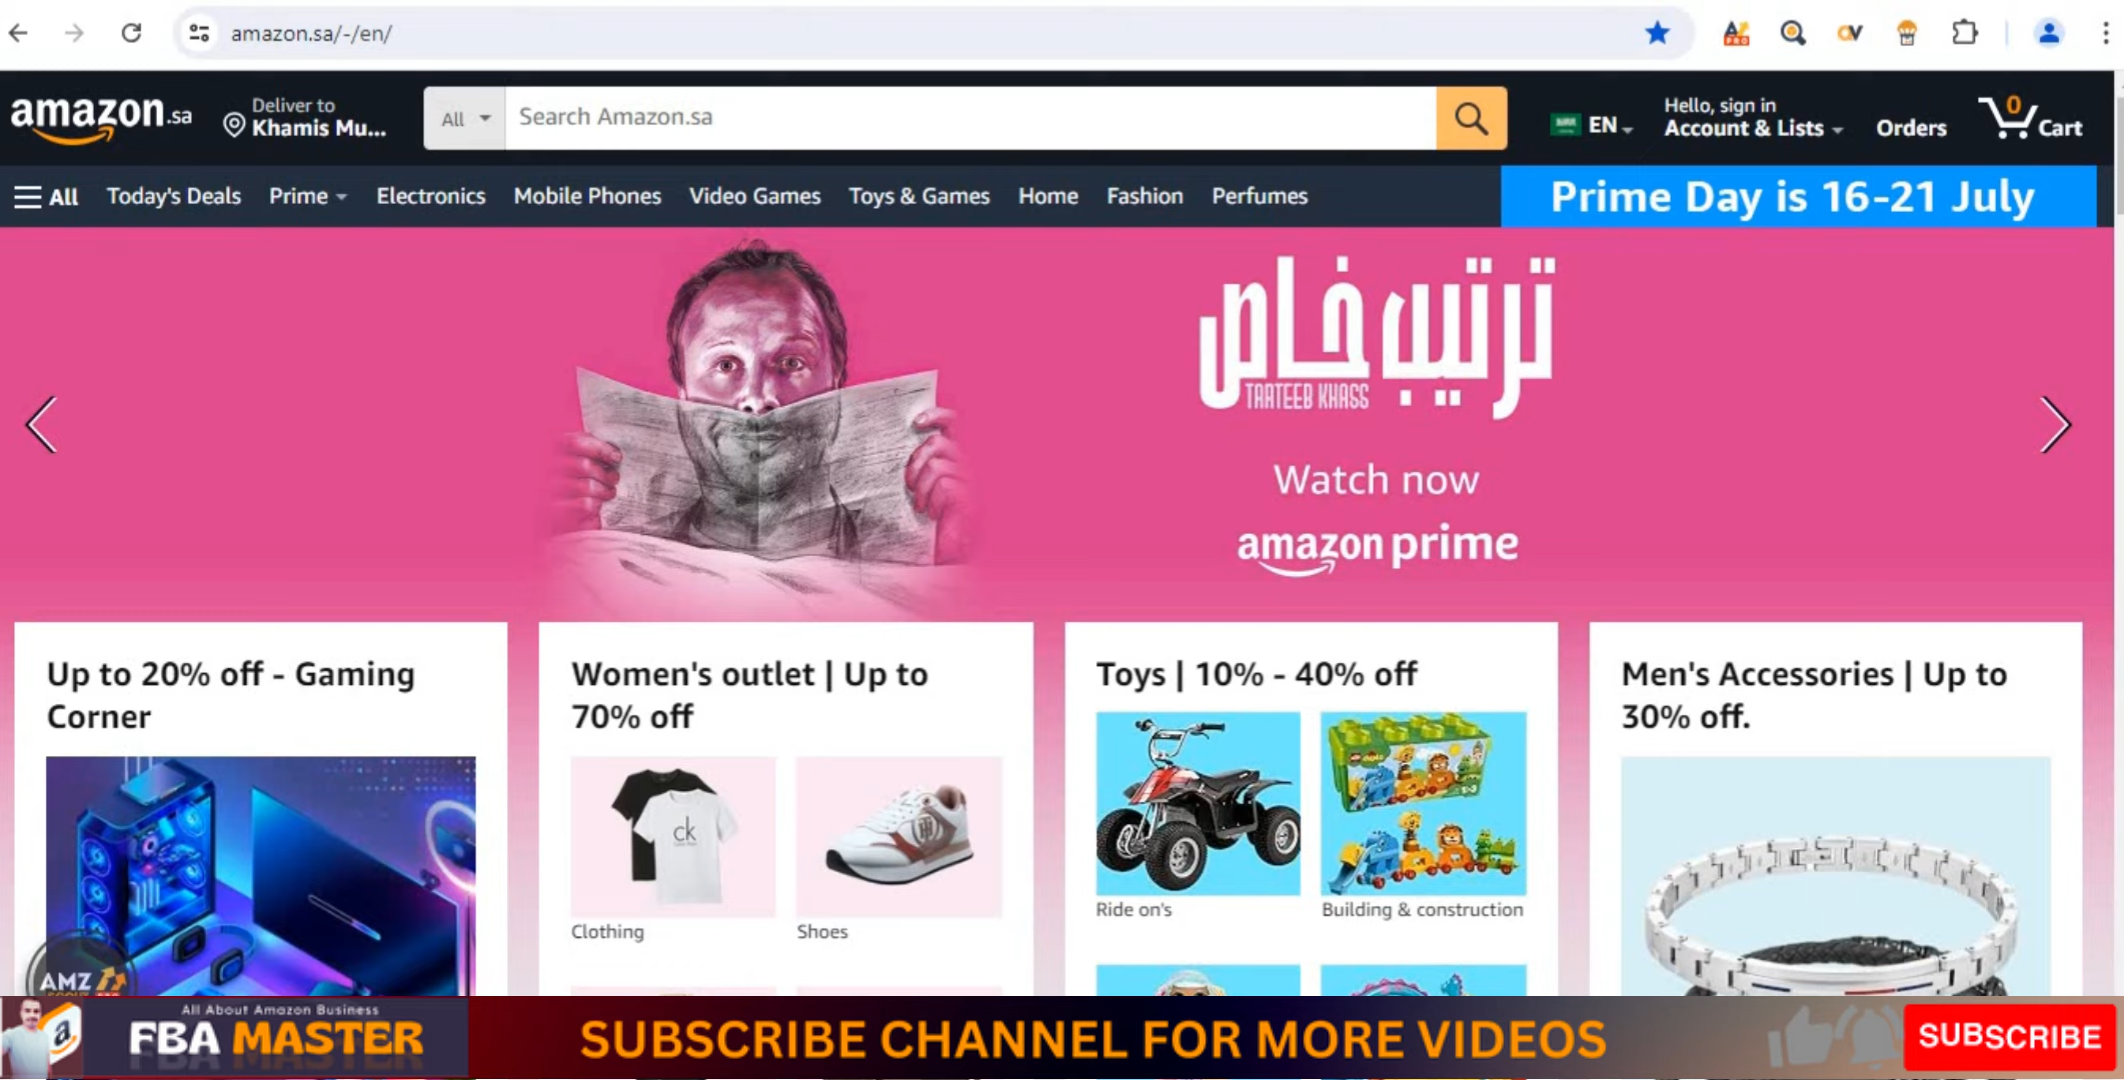 amazon.sa/-/en/
amazon.sa
Deliver to
Khamis Mu...
All
Search Amazon.sa
EN
Hello, sign in
Account & Lists
Orders
0
Cart
All
Today's Deals
Prime
Electronics
Mobile Phones
Video Games
Toys & Games
Home
Fashion
Perfumes
Prime Day is 16-21 July
ترتيب خاص
TARTEEB KHASS
Watch now
amazon prime
Up to 20% off - Gaming
Corner
Women's outlet | Up to
70% off
ck
Clothing
Shoes
Toys | 10% - 40% off
Ride on's
Building & construction
Men's Accessories | Up to
30% off.
AMZ
All About Amazon Business
FBA MASTER
SUBSCRIBE CHANNEL FOR MORE VIDEOS
SUBSCRIBE